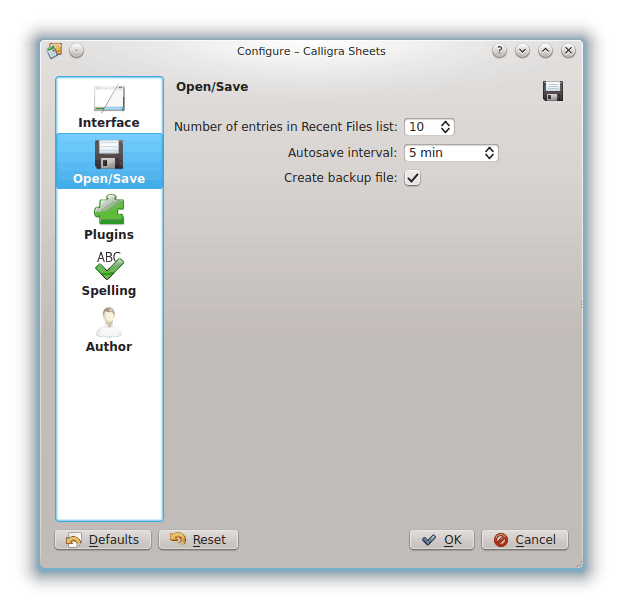 Configure – Calligra Sheets
Interface
Open/Save
Plugins
ABC
Spelling
Author
Open/Save
Number of entries in Recent Files list: 10
Autosave interval: 5 min
Create backup file:
Defaults
Reset
OK
Cancel